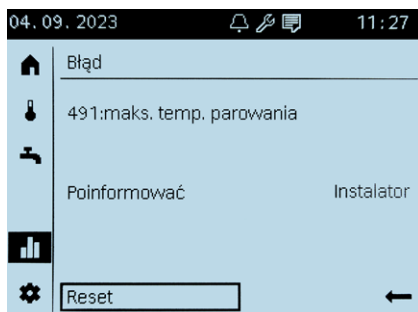 04.09.2023 11:27
Błąd
491:maks. temp. parowania
Poinformować Instalator
Reset